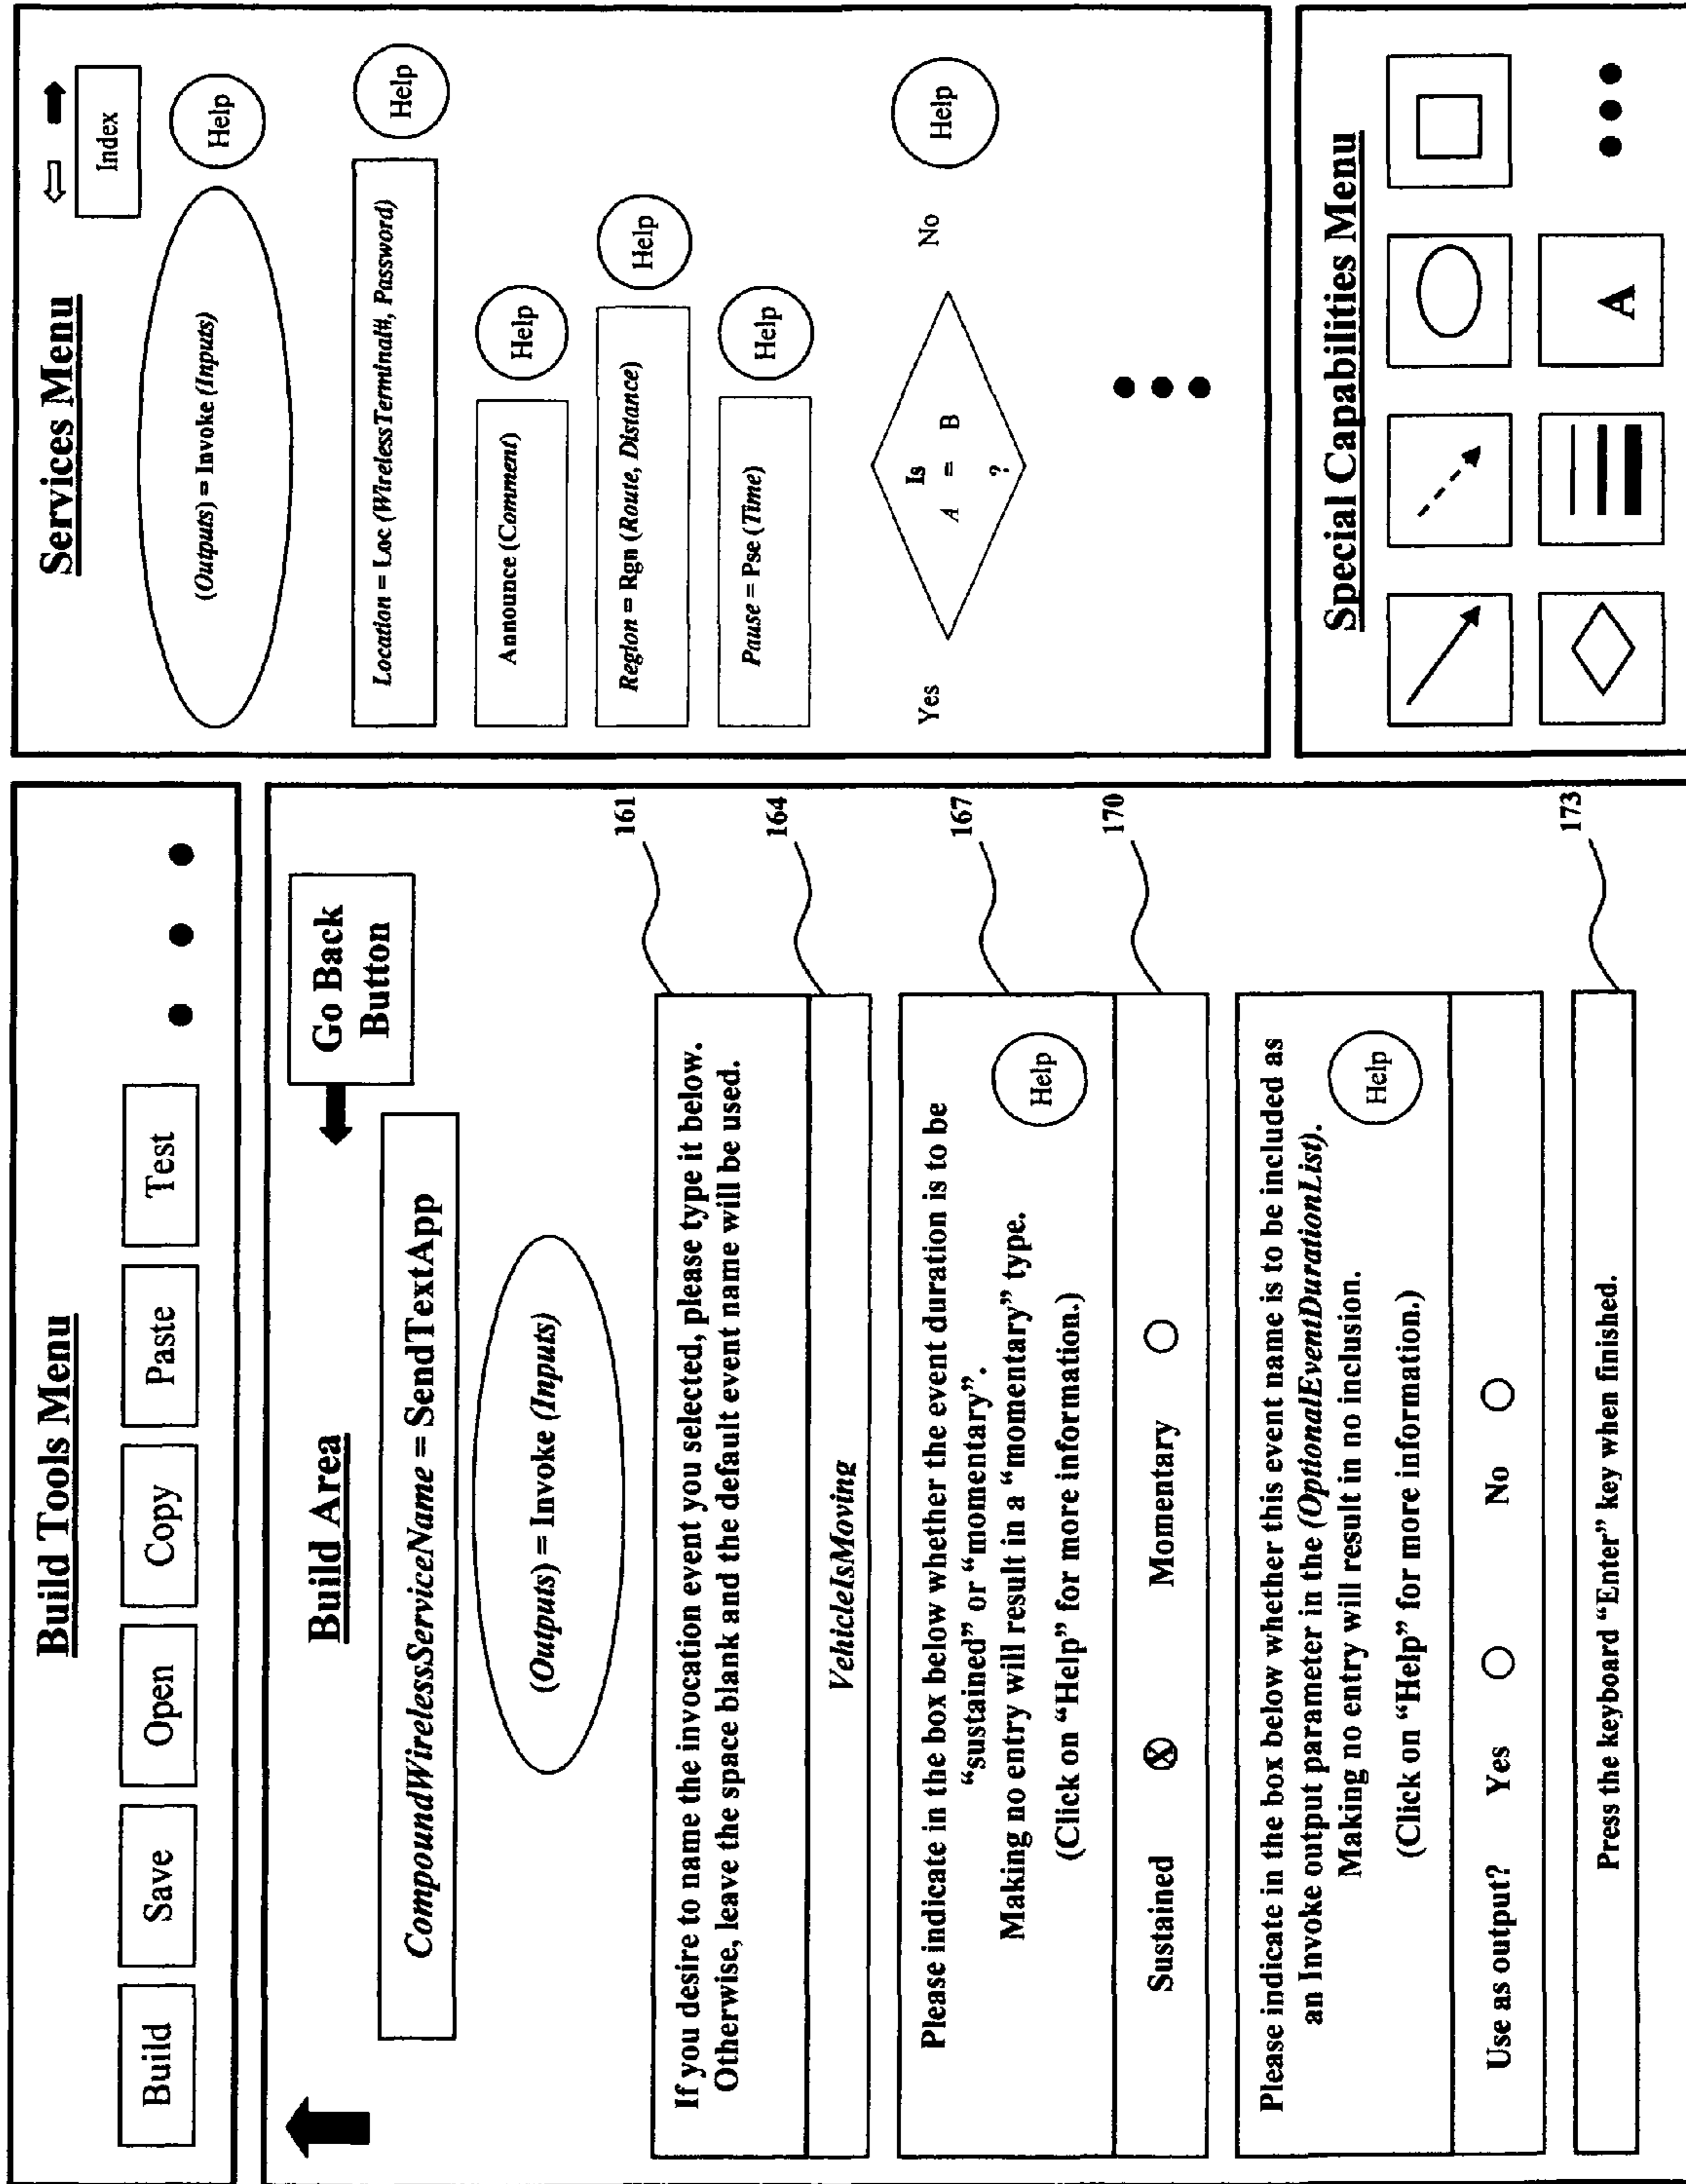 Build Tools Menu
Build
Save
Open
Copy
Paste
Test
Build Area
Go Back
Button
CompoundWirelessServiceName = SendTextApp
(Outputs) = Invoke (Inputs)
161
If you desire to name the invocation event you selected, please type it below.
Otherwise, leave the space blank and the default event name will be used.
164
VehicleIsMoving
167
Please indicate in the box below whether the event duration is to be
“sustained” or “momentary”.
Making no entry will result in a “momentary” type.
(Click on “Help” for more information.)
Help
170
Sustained
Momentary
Please indicate in the box below whether this event name is to be included as
an Invoke output parameter in the (OptionalEventDurationList).
Making no entry will result in no inclusion.
(Click on “Help” for more information.)
Help
Use as output? Yes No
173
Press the keyboard “Enter” key when finished.
Services Menu
Index
(Outputs) = Invoke (Inputs)
Help
Location = Loc (WirelessTerminal#, Password)
Help
Announce (Comment)
Help
Region = Rgn (Route, Distance)
Help
Pause = Pse (Time)
Help
Is
Yes
A = B
No
?
Help
Special Capabilities Menu
A